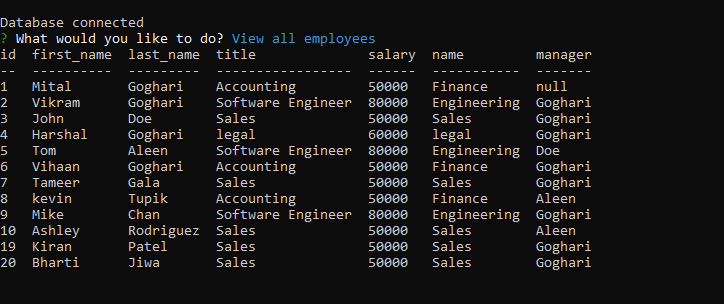 Database connected
? What would you like to do? View all employees
id  first_name  last_name  title              salary  name         manager
--  ----------  ---------  -----------------  ------  -----------  -------
1   Mital       Goghari    Accounting         50000   Finance      null
2   Vikram      Goghari    Software Engineer  80000   Engineering  Goghari
3   John        Doe        Sales              50000   Sales        Goghari
4   Harshal     Goghari    legal              60000   legal        Goghari
5   Tom         Aleen      Software Engineer  80000   Engineering  Doe
6   Vihaan      Goghari    Accounting         50000   Finance      Goghari
7   Tameer      Gala       Sales              50000   Sales        Goghari
8   kevin       Tupik      Accounting         50000   Finance      Aleen
9   Mike        Chan       Software Engineer  80000   Engineering  Goghari
10  Ashley      Rodriguez  Sales              50000   Sales        Aleen
19  Kiran       Patel      Sales              50000   Sales        Goghari
20  Bharti      Jiwa       Sales              50000   Sales        Goghari